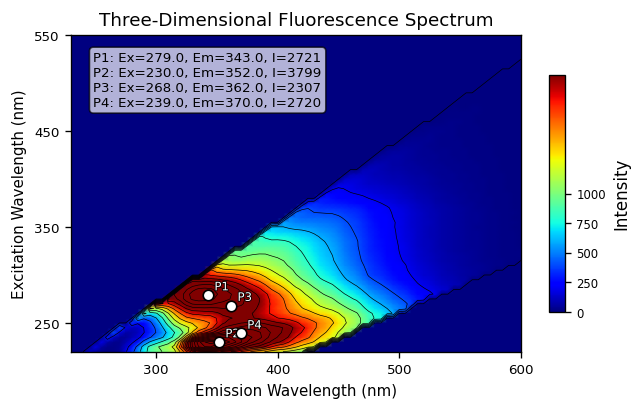 Three-Dimensional Fluorescence Spectrum
P1: Ex=279.0, Em=343.0, I=2721
P2: Ex=230.0, Em=352.0, I=3799
P3: Ex=268.0, Em=362.0, I=2307
P4: Ex=239.0, Em=370.0, I=2720
550
450
350
250
Excitation Wavelength (nm)
P1
P3
P4
P2
300
400
500
600
Emission Wavelength (nm)
1000
750
500
250
0
Intensity